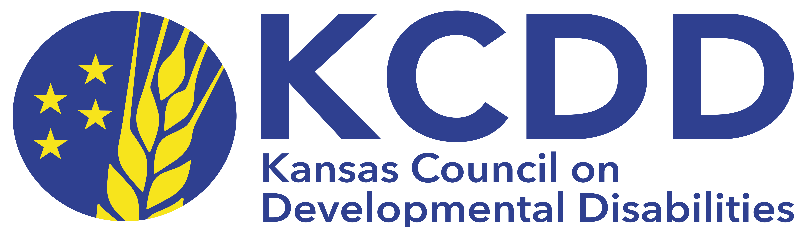 KCDD
Kansas Council on
Developmental Disabilities